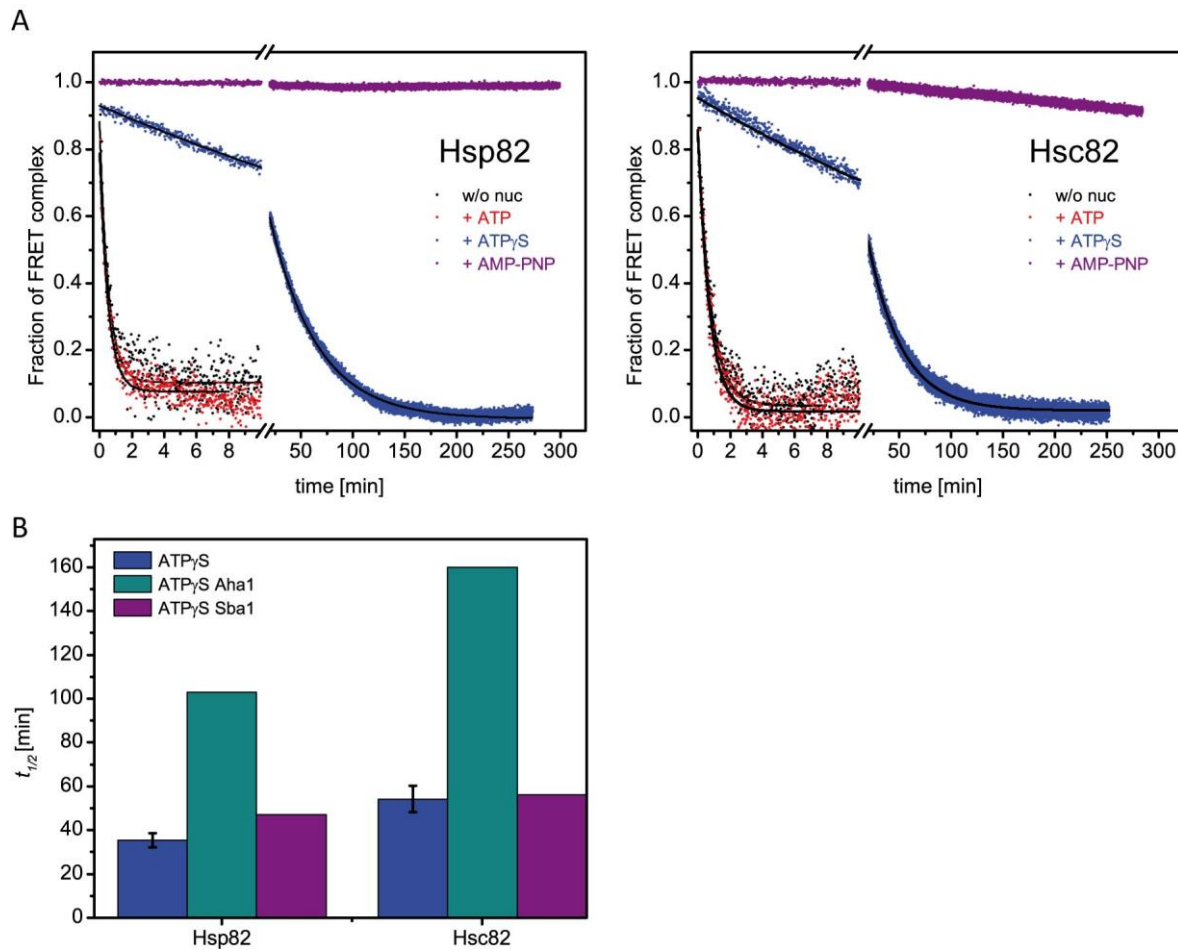 A
Hsp82
w/o nuc
+ ATP
+ ATPγS
+ AMP-PNP
Fraction of FRET complex
1.0
0.8
0.6
0.4
0.2
0.0
0 2 4 6 8 50 100 150 200 250 300
time [min]
Hsc82
w/o nuc
+ ATP
+ ATPγS
+ AMP-PNP
Fraction of FRET complex
1.0
0.8
0.6
0.4
0.2
0.0
0 2 4 6 8 50 100 150 200 250 300
time [min]
B
ATPγS
ATPγS Aha1
ATPγS Sba1
t1/2 [min]
160
140
120
100
80
60
40
20
0
Hsp82 Hsc82